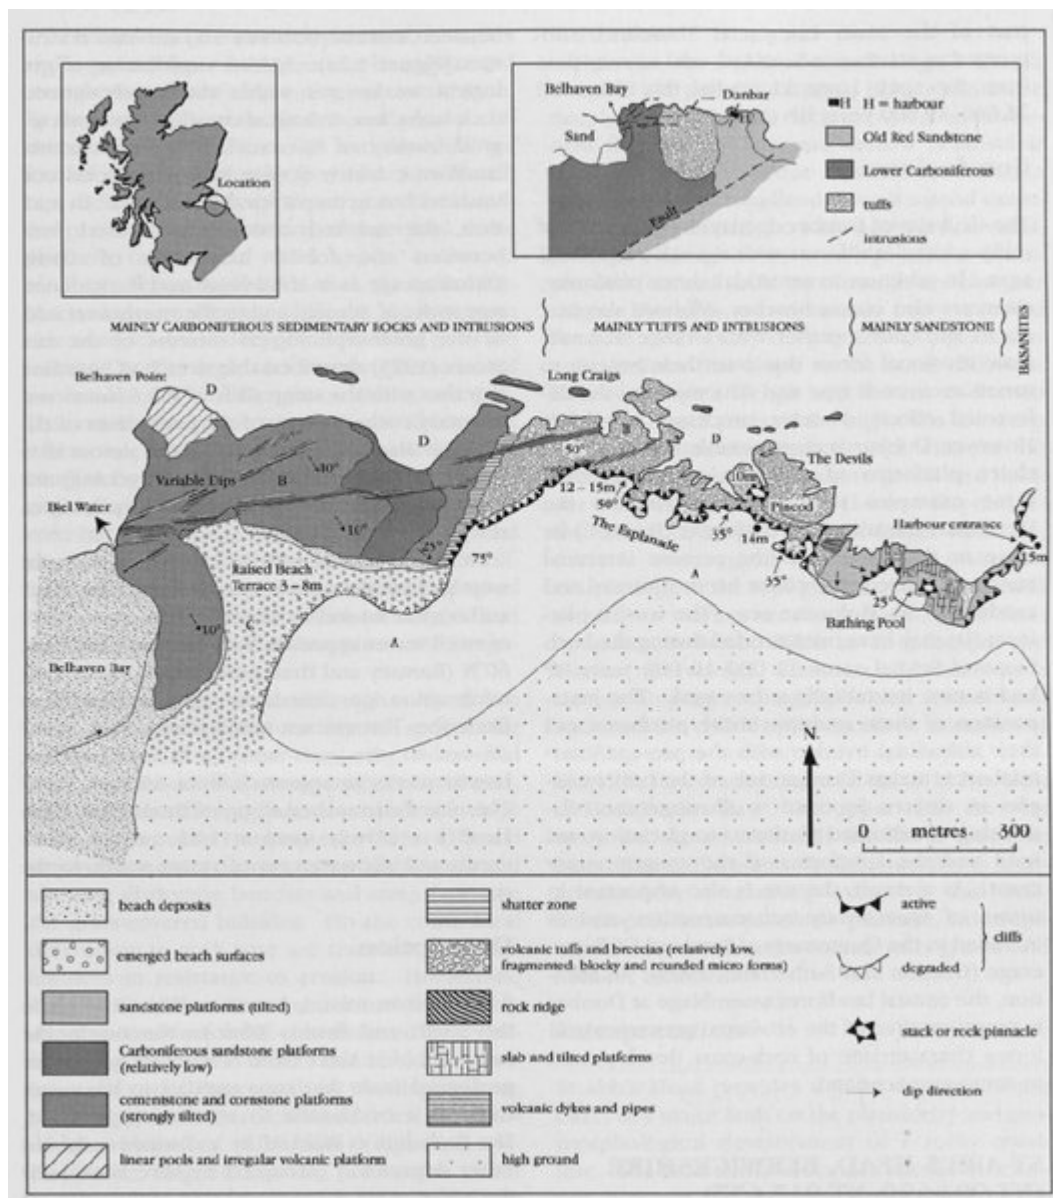 Location
Belhaven Bay
Dunbar
Sand
H
Fault
H H = harbour
Old Red Sandstone
Lower Carboniferous
tuffs
Intrusions
MAINLY CARBONIFEROUS SEDIMENTARY ROCKS AND INTRUSIONS
MAINLY TUFFS AND INTRUSIONS
MAINLY SANDSTONE
BASANITES
Belhaven Point
D
Long Craigs
D
D
B
40°
50°
Variable Dips
B
The Devils
10m
12 – 15m
50°
Pincod
Biel Water
Harbour entrance
10°
The Esplanade
35°
14m
15m
25°
75°
Raised Beach
Terrace 3 – 8m
A
35°
25°
Bathing Pool
10°
C
A
Belhaven Bay
N
0 metres 300
beach deposits
emerged beach surfaces
sandstone platforms (tilted)
Carboniferous sandstone platforms
(relatively low)
cementstone and cornstone platforms
(strongly tilted)
linear pools and irregular volcanic platform
shatter zone
volcanic tuffs and breccias (relatively low,
fragmented, blocky and rounded mics)
rock ridge
slab and tilted platforms
volcanic dykes and pipes
high ground
active
cliffs
degraded
stack or rock pinnacle
dip direction